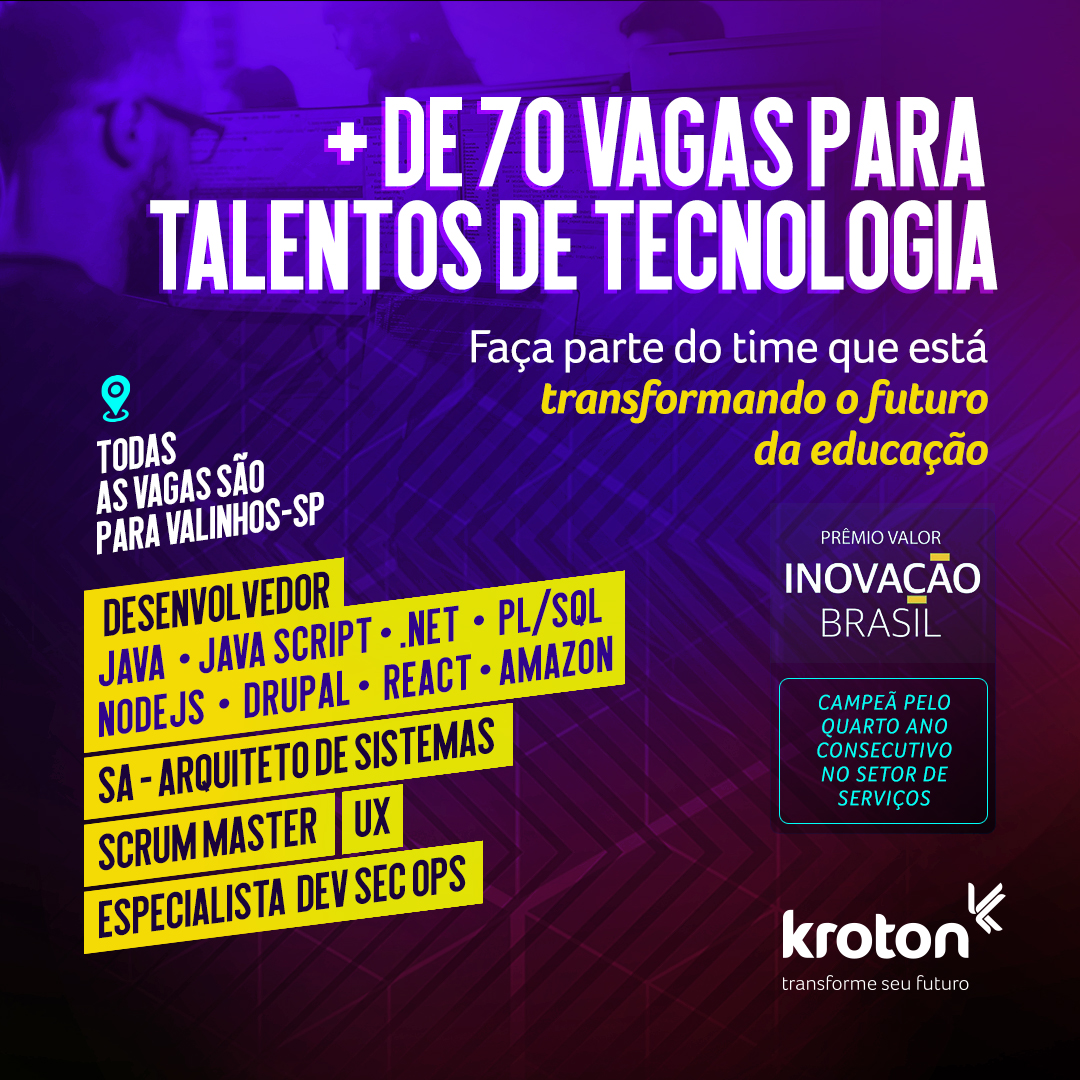 + DE 70 VAGAS PARA
TALENTOS DE TECNOLOGIA
Faça parte do time que está
transformando o futuro
da educação
TODAS
AS VAGAS SÃO
PARA VALINHOS-SP
DESENVOLVEDOR
JAVA • JAVA SCRIPT • .NET • PL/SQL
NODEJS • DRUPAL • REACT • AMAZON
SA - ARQUITETO DE SISTEMAS
SCRUM MASTER UX
ESPECIALISTA DEV SEC OPS
PRÊMIO VALOR
INOVAÇÃO
BRASIL
CAMPEÃ PELO
QUARTO ANO
CONSECUTIVO
NO SETOR DE
SERVIÇOS
kroton
transforme seu futuro